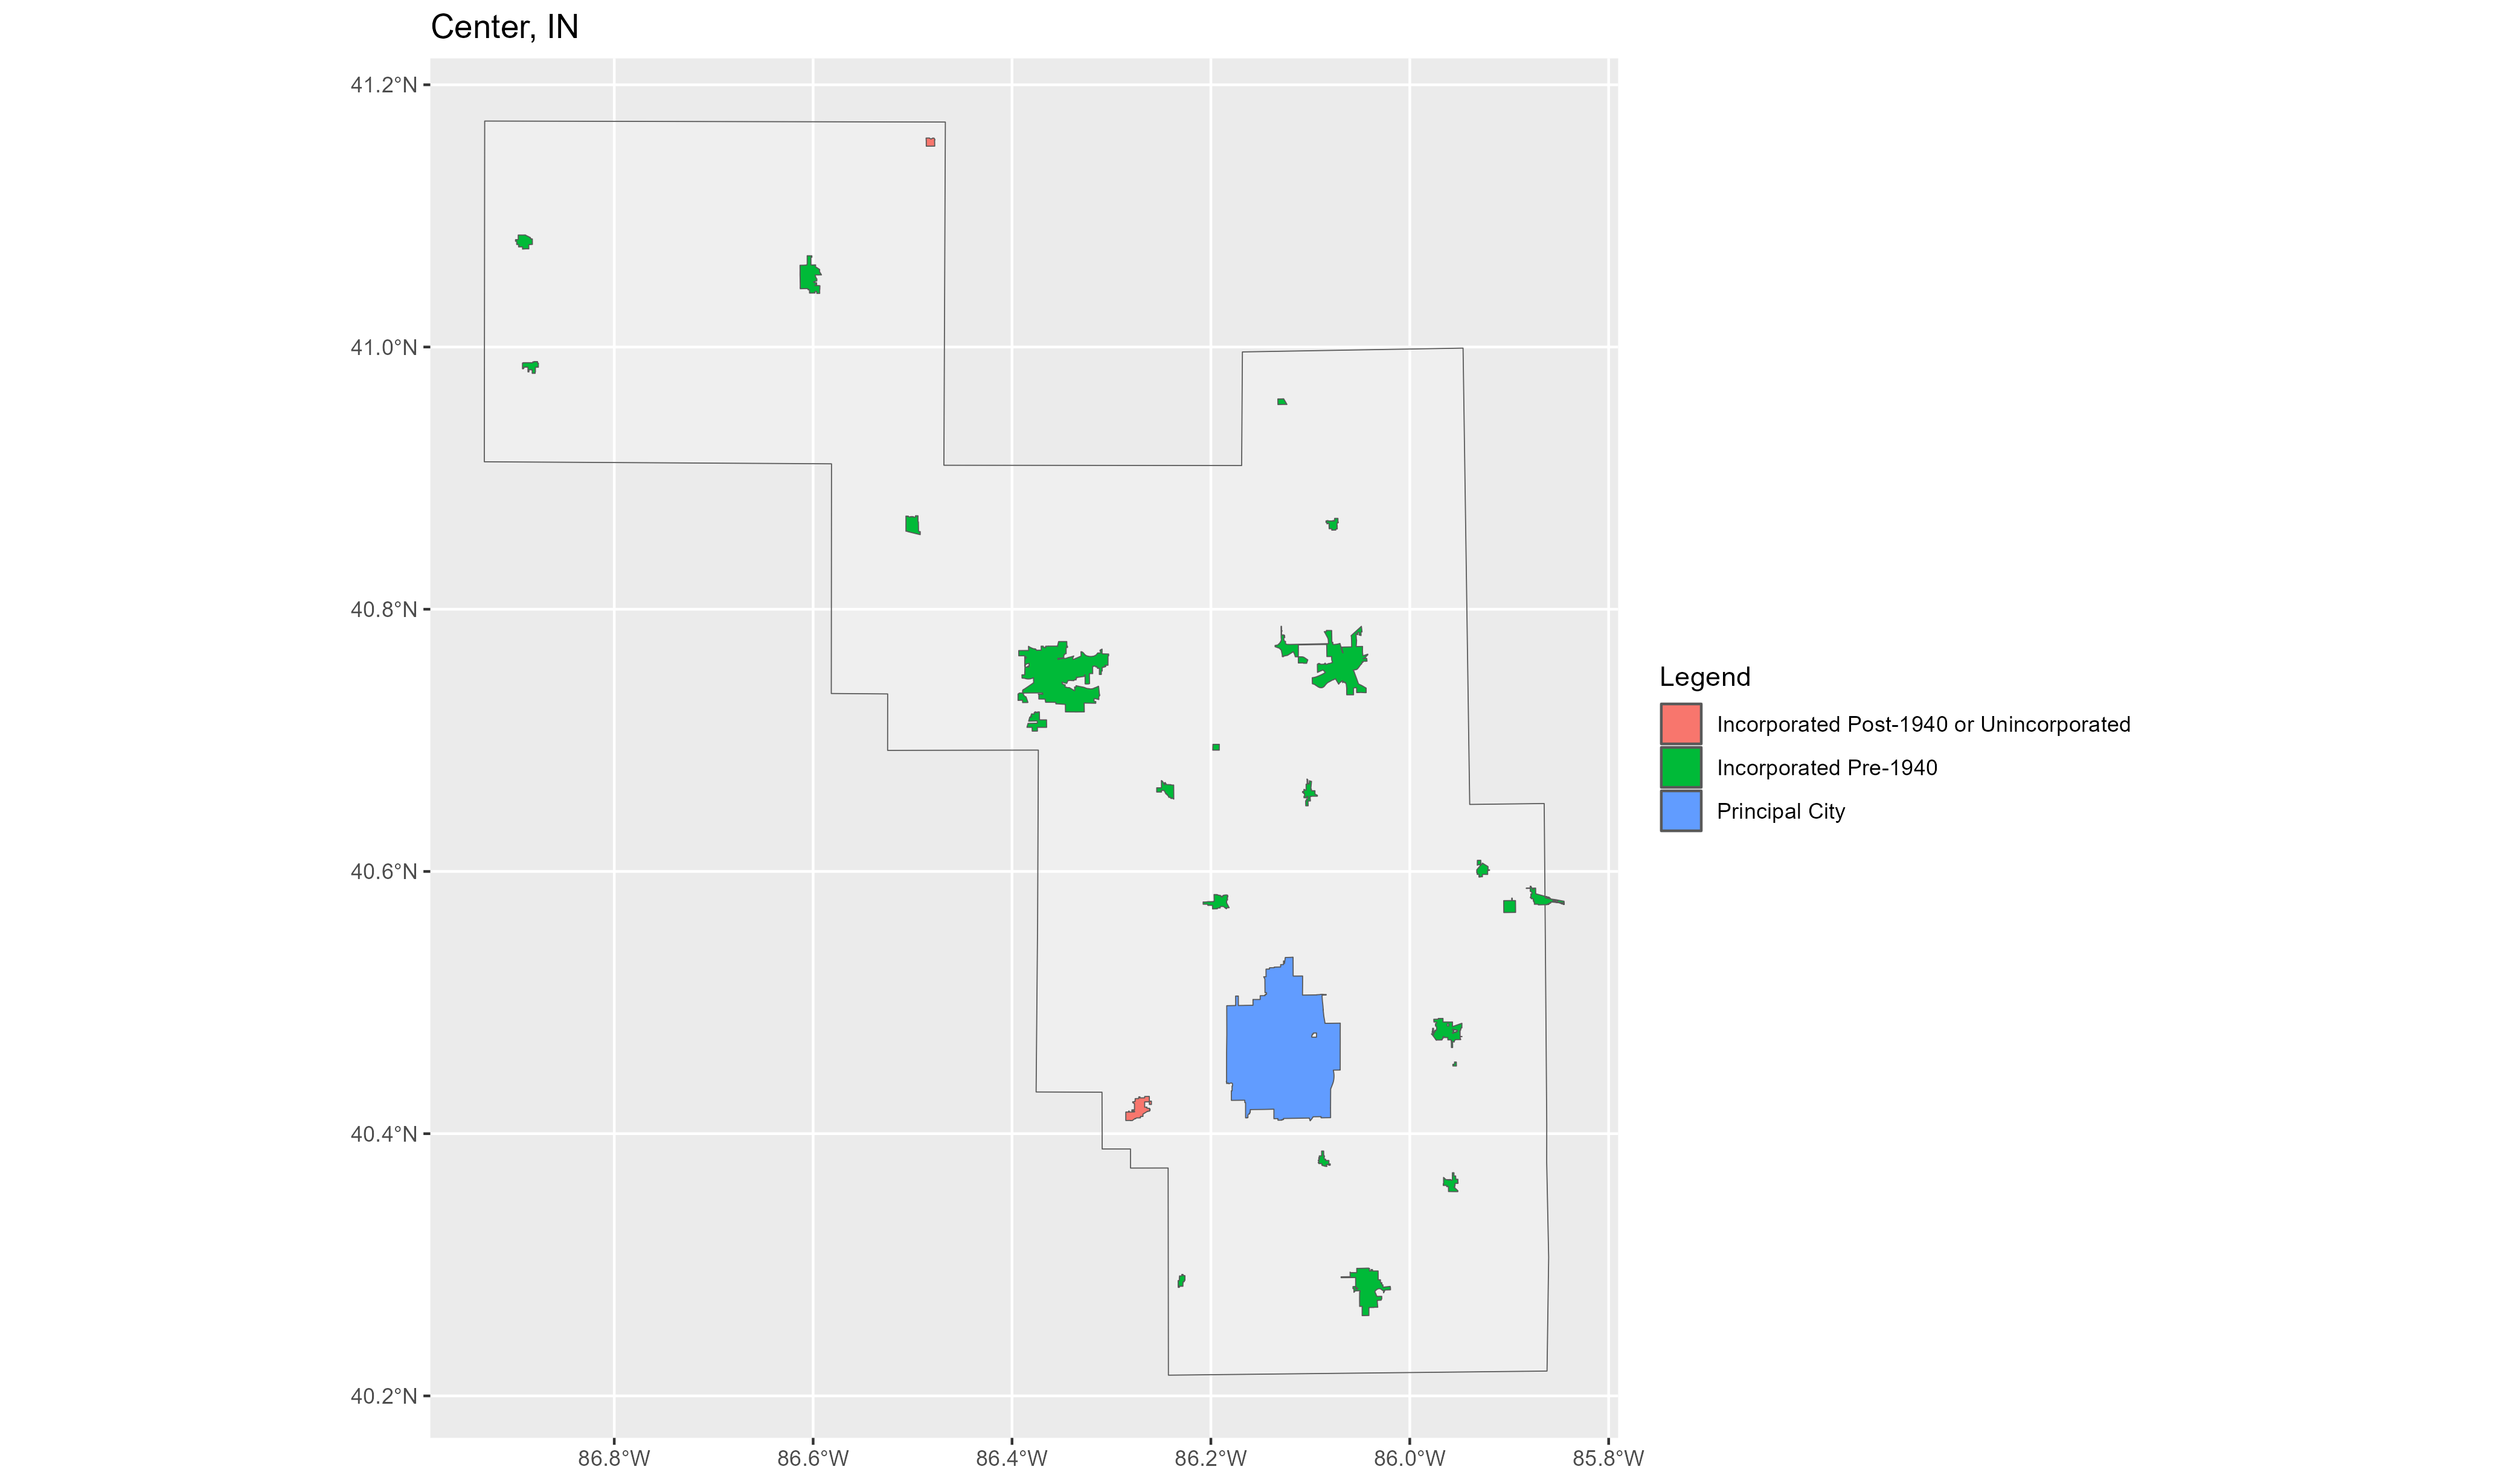 Center, IN
41.2°N
41.0°N
40.8°N
40.6°N
40.4°N
40.2°N
86.8°W
86.6°W
86.4°W
86.2°W
86.0°W
85.8°W
Legend
Incorporated Post-1940 or Unincorporated
Incorporated Pre-1940
Principal City